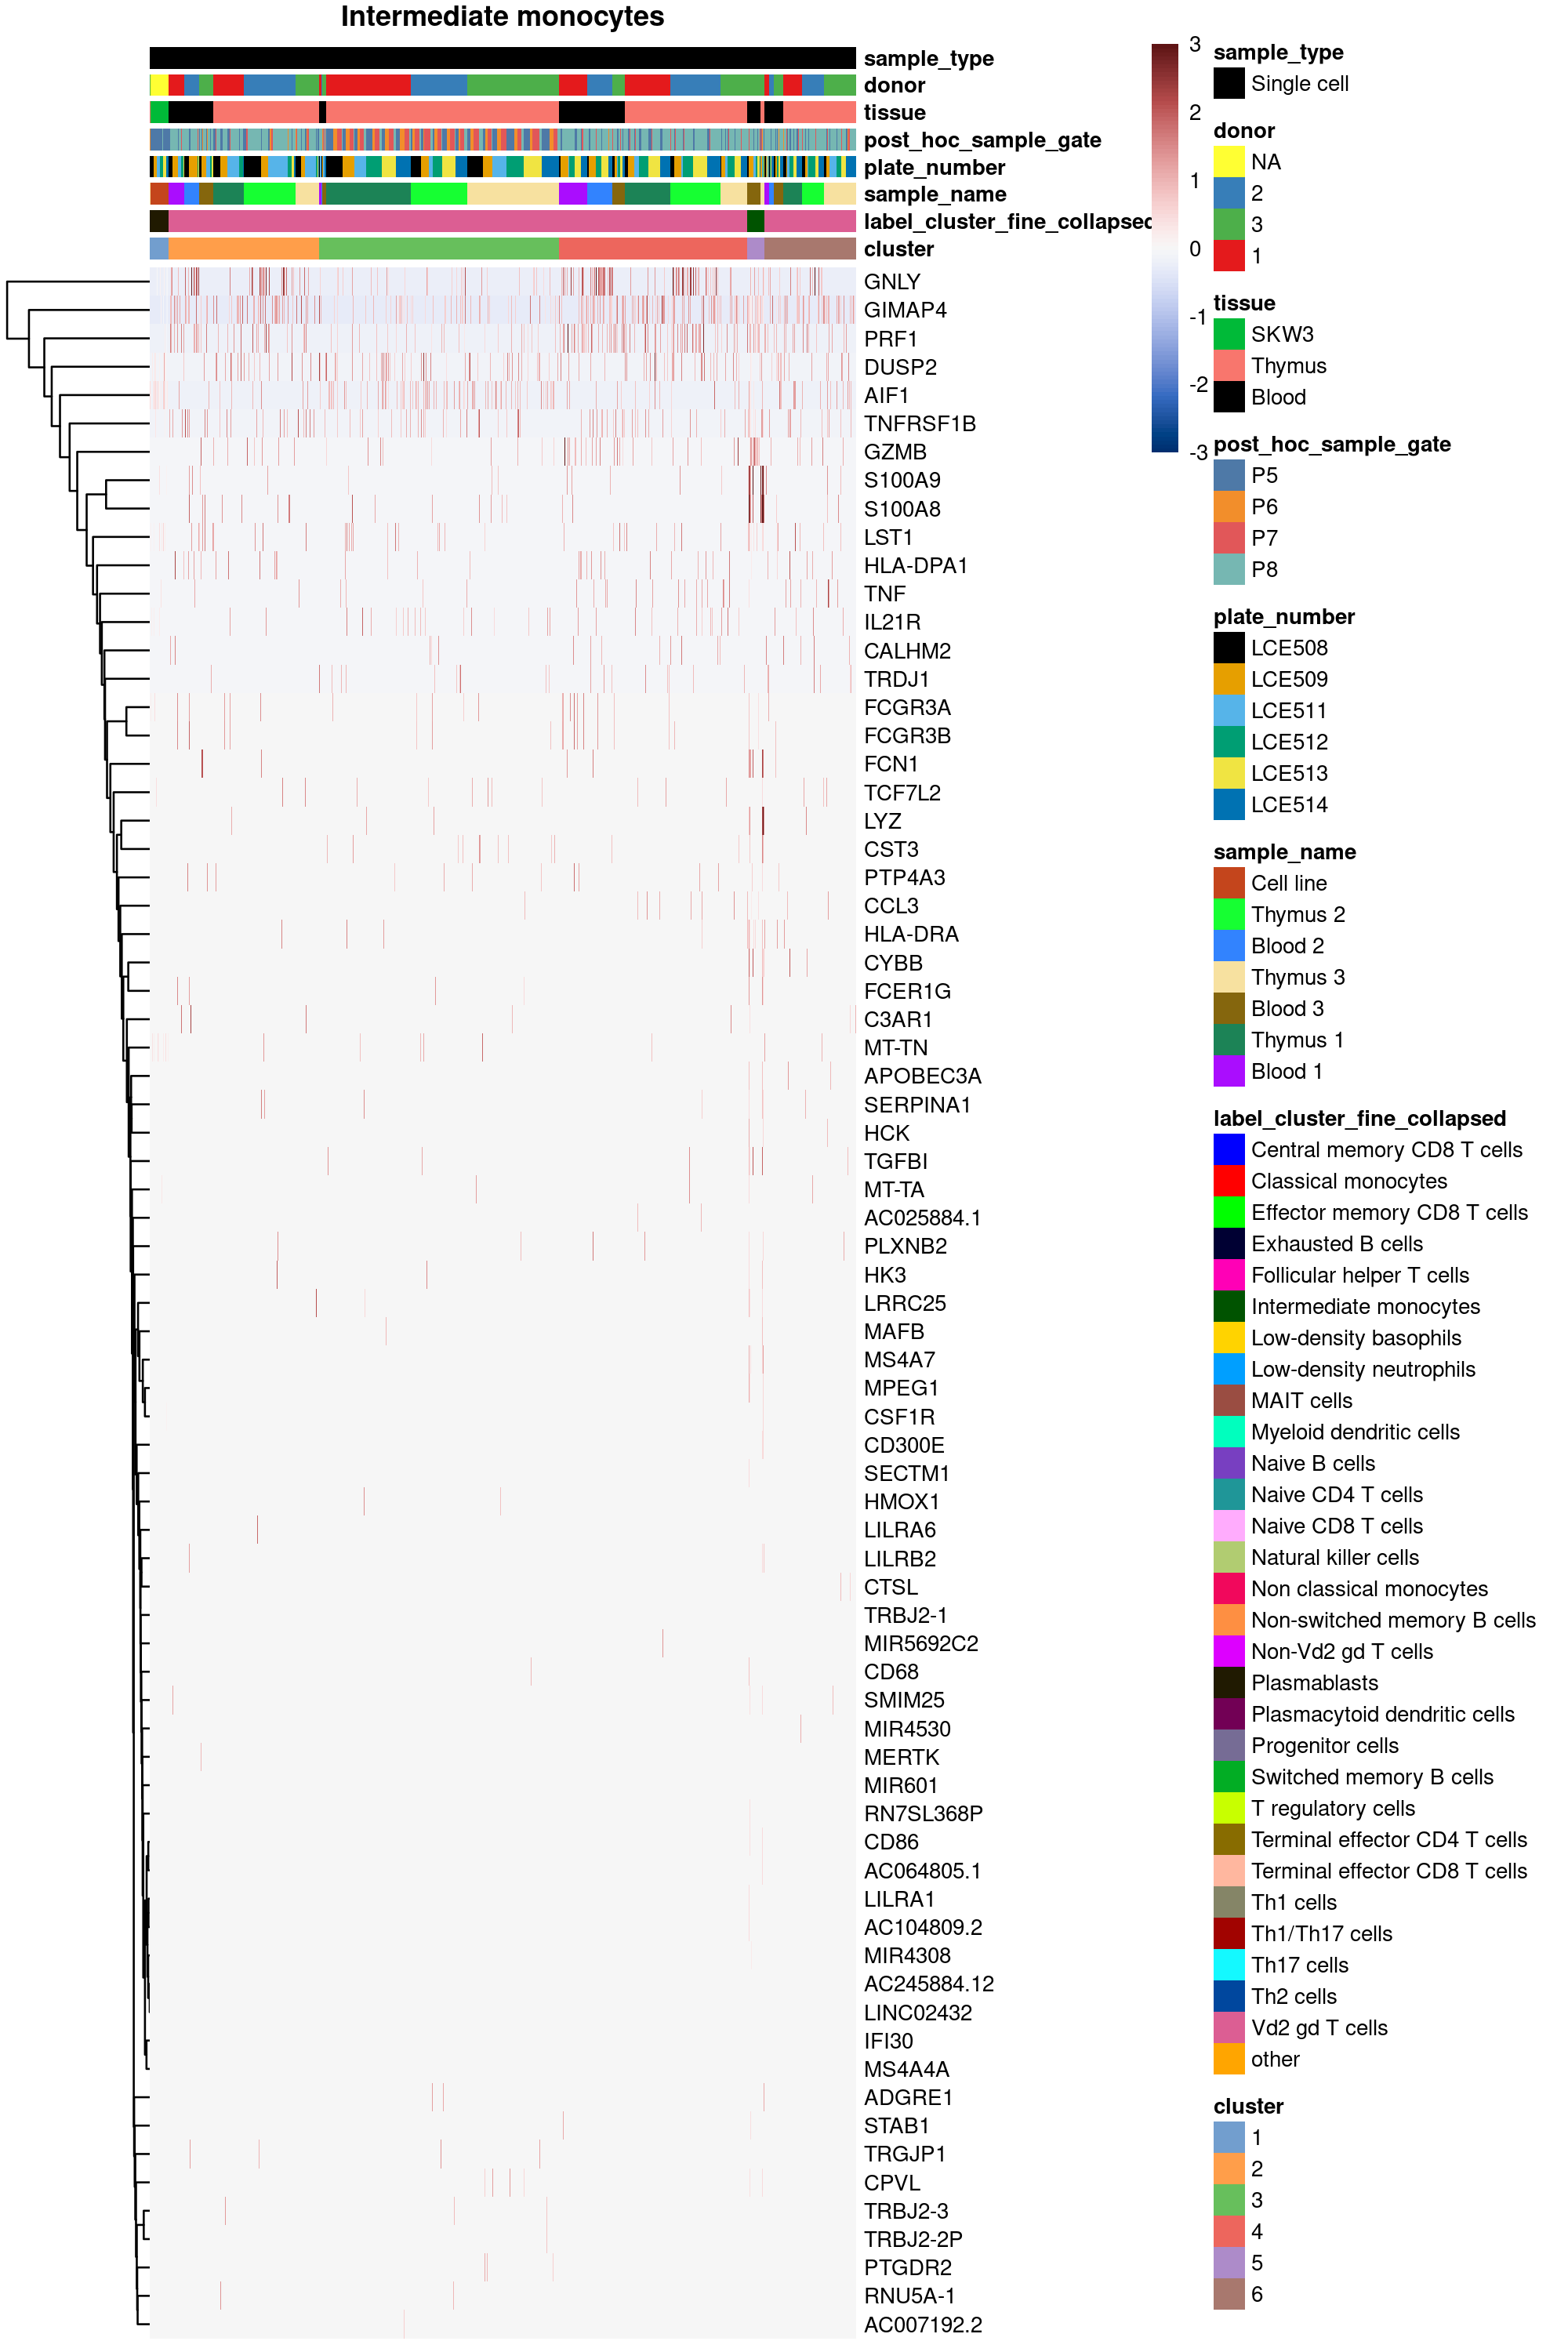 Intermediate monocytes
sample_type
donor
tissue
post_hoc_sample_gate
plate_number
sample_name
label_cluster_fine_collapsed
cluster
GNLY
GIMAP4
PRF1
DUSP2
AIF1
TNFRSF1B
GZMB
S100A9
S100A8
LST1
HLA-DPA1
TNF
IL21R
CALHM2
TRDJ1
FCGR3A
FCGR3B
FCN1
TCF7L2
LYZ
CST3
PTP4A3
CCL3
HLA-DRA
CYBB
FCER1G
C3AR1
MT-TN
APOBEC3A
SERPINA1
HCK
TGFBI
MT-TA
AC025884.1
PLXNB2
HK3
LRRC25
MAFB
MS4A7
MPEG1
CSF1R
CD300E
SECTM1
HMOX1
LILRA6
LILRB2
CTSL
TRBJ2-1
MIR5692C2
CD68
SMIM25
MIR4530
MERTK
MIR601
RN7SL368P
CD86
AC064805.1
LILRA1
AC104809.2
MIR4308
AC245884.12
LINC02432
IFI30
MS4A4A
ADGRE1
STAB1
TRGJP1
CPVL
TRBJ2-3
TRBJ2-2P
PTGDR2
RNU5A-1
AC007192.2
3
2
1
0
-1
-2
-3
sample_type
Single cell
donor
NA
2
3
1
tissue
SKW3
Thymus
Blood
post_hoc_sample_gate
P5
P6
P7
P8
plate_number
LCE508
LCE509
LCE511
LCE512
LCE513
LCE514
sample_name
Cell line
Thymus 2
Blood 2
Thymus 3
Blood 3
Thymus 1
Blood 1
label_cluster_fine_collapsed
Central memory CD8 T cells
Classical monocytes
Effector memory CD8 T cells
Exhausted B cells
Follicular helper T cells
Intermediate monocytes
Low-density basophils
Low-density neutrophils
MAIT cells
Myeloid dendritic cells
Naive B cells
Naive CD4 T cells
Naive CD8 T cells
Natural killer cells
Non classical monocytes
Non-switched memory B cells
Non-Vd2 gd T cells
Plasmablasts
Plasmacytoid dendritic cells
Progenitor cells
Switched memory B cells
T regulatory cells
Terminal effector CD4 T cells
Terminal effector CD8 T cells
Th1 cells
Th1/Th17 cells
Th17 cells
Th2 cells
Vd2 gd T cells
other
cluster
1
2
3
4
5
6